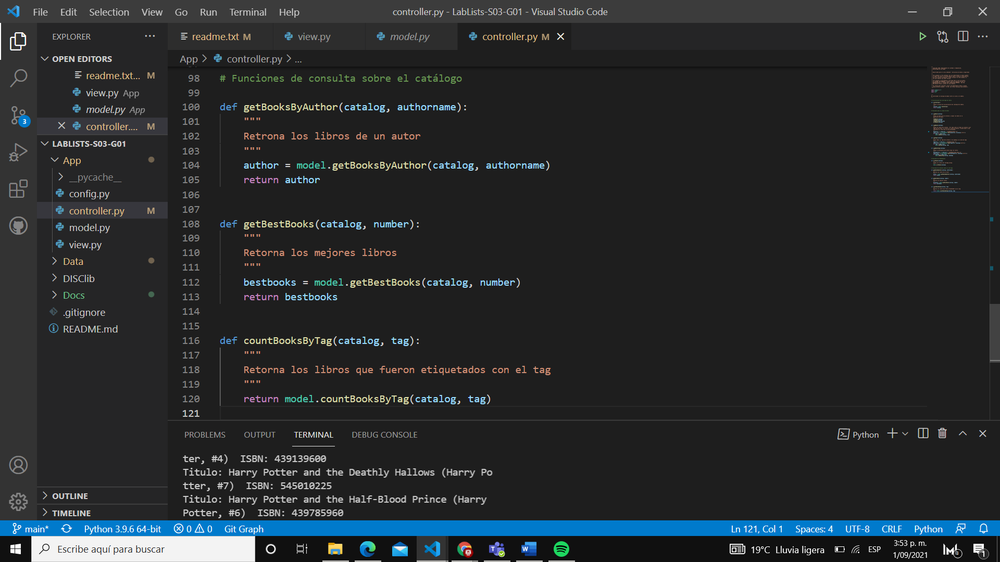 File Edit Selection View Go Run Terminal Help
controller.py - LabLists-S03-G01 - Visual Studio Code
EXPLORER
OPEN EDITORS
readme.txt... M
view.py App
model.py App
controller.... M
LABLISTS-S03-G01
App
__pycache__
config.py
controller.py M
model.py
view.py
Data
DISClib
Docs
.gitignore
README.md
OUTLINE
TIMELINE
3
readme.txt M
view.py
model.py
controller.py M
App > controller.py > ...
98 # Funciones de consulta sobre el catálogo
99
100 def getBooksByAuthor(catalog, authorname):
101 """
102 Retrona los libros de un autor
103 """
104 author = model.getBooksByAuthor(catalog, authorname)
105 return author
106
107
108 def getBestBooks(catalog, number):
109 """
110 Retorna los mejores libros
111 """
112 bestbooks = model.getBestBooks(catalog, number)
113 return bestbooks
114
115
116 def countBooksByTag(catalog, tag):
117 """
118 Retorna los libros que fueron etiquetados con el tag
119 """
120 return model.countBooksByTag(catalog, tag)
121
PROBLEMS OUTPUT TERMINAL DEBUG CONSOLE
Python
ter, #4)  ISBN: 439139600
Titulo: Harry Potter and the Deathly Hallows (Harry Po
tter, #7)  ISBN: 545010225
Titulo: Harry Potter and the Half-Blood Prince (Harry
Potter, #6)  ISBN: 439785960
main* Python 3.9.6 64-bit 0 0 Git Graph
Ln 121, Col 1 Spaces: 4 UTF-8 CRLF Python
Escribe aquí para buscar
19°C Lluvia ligera ESP
3:53 p. m.
1/09/2021
1